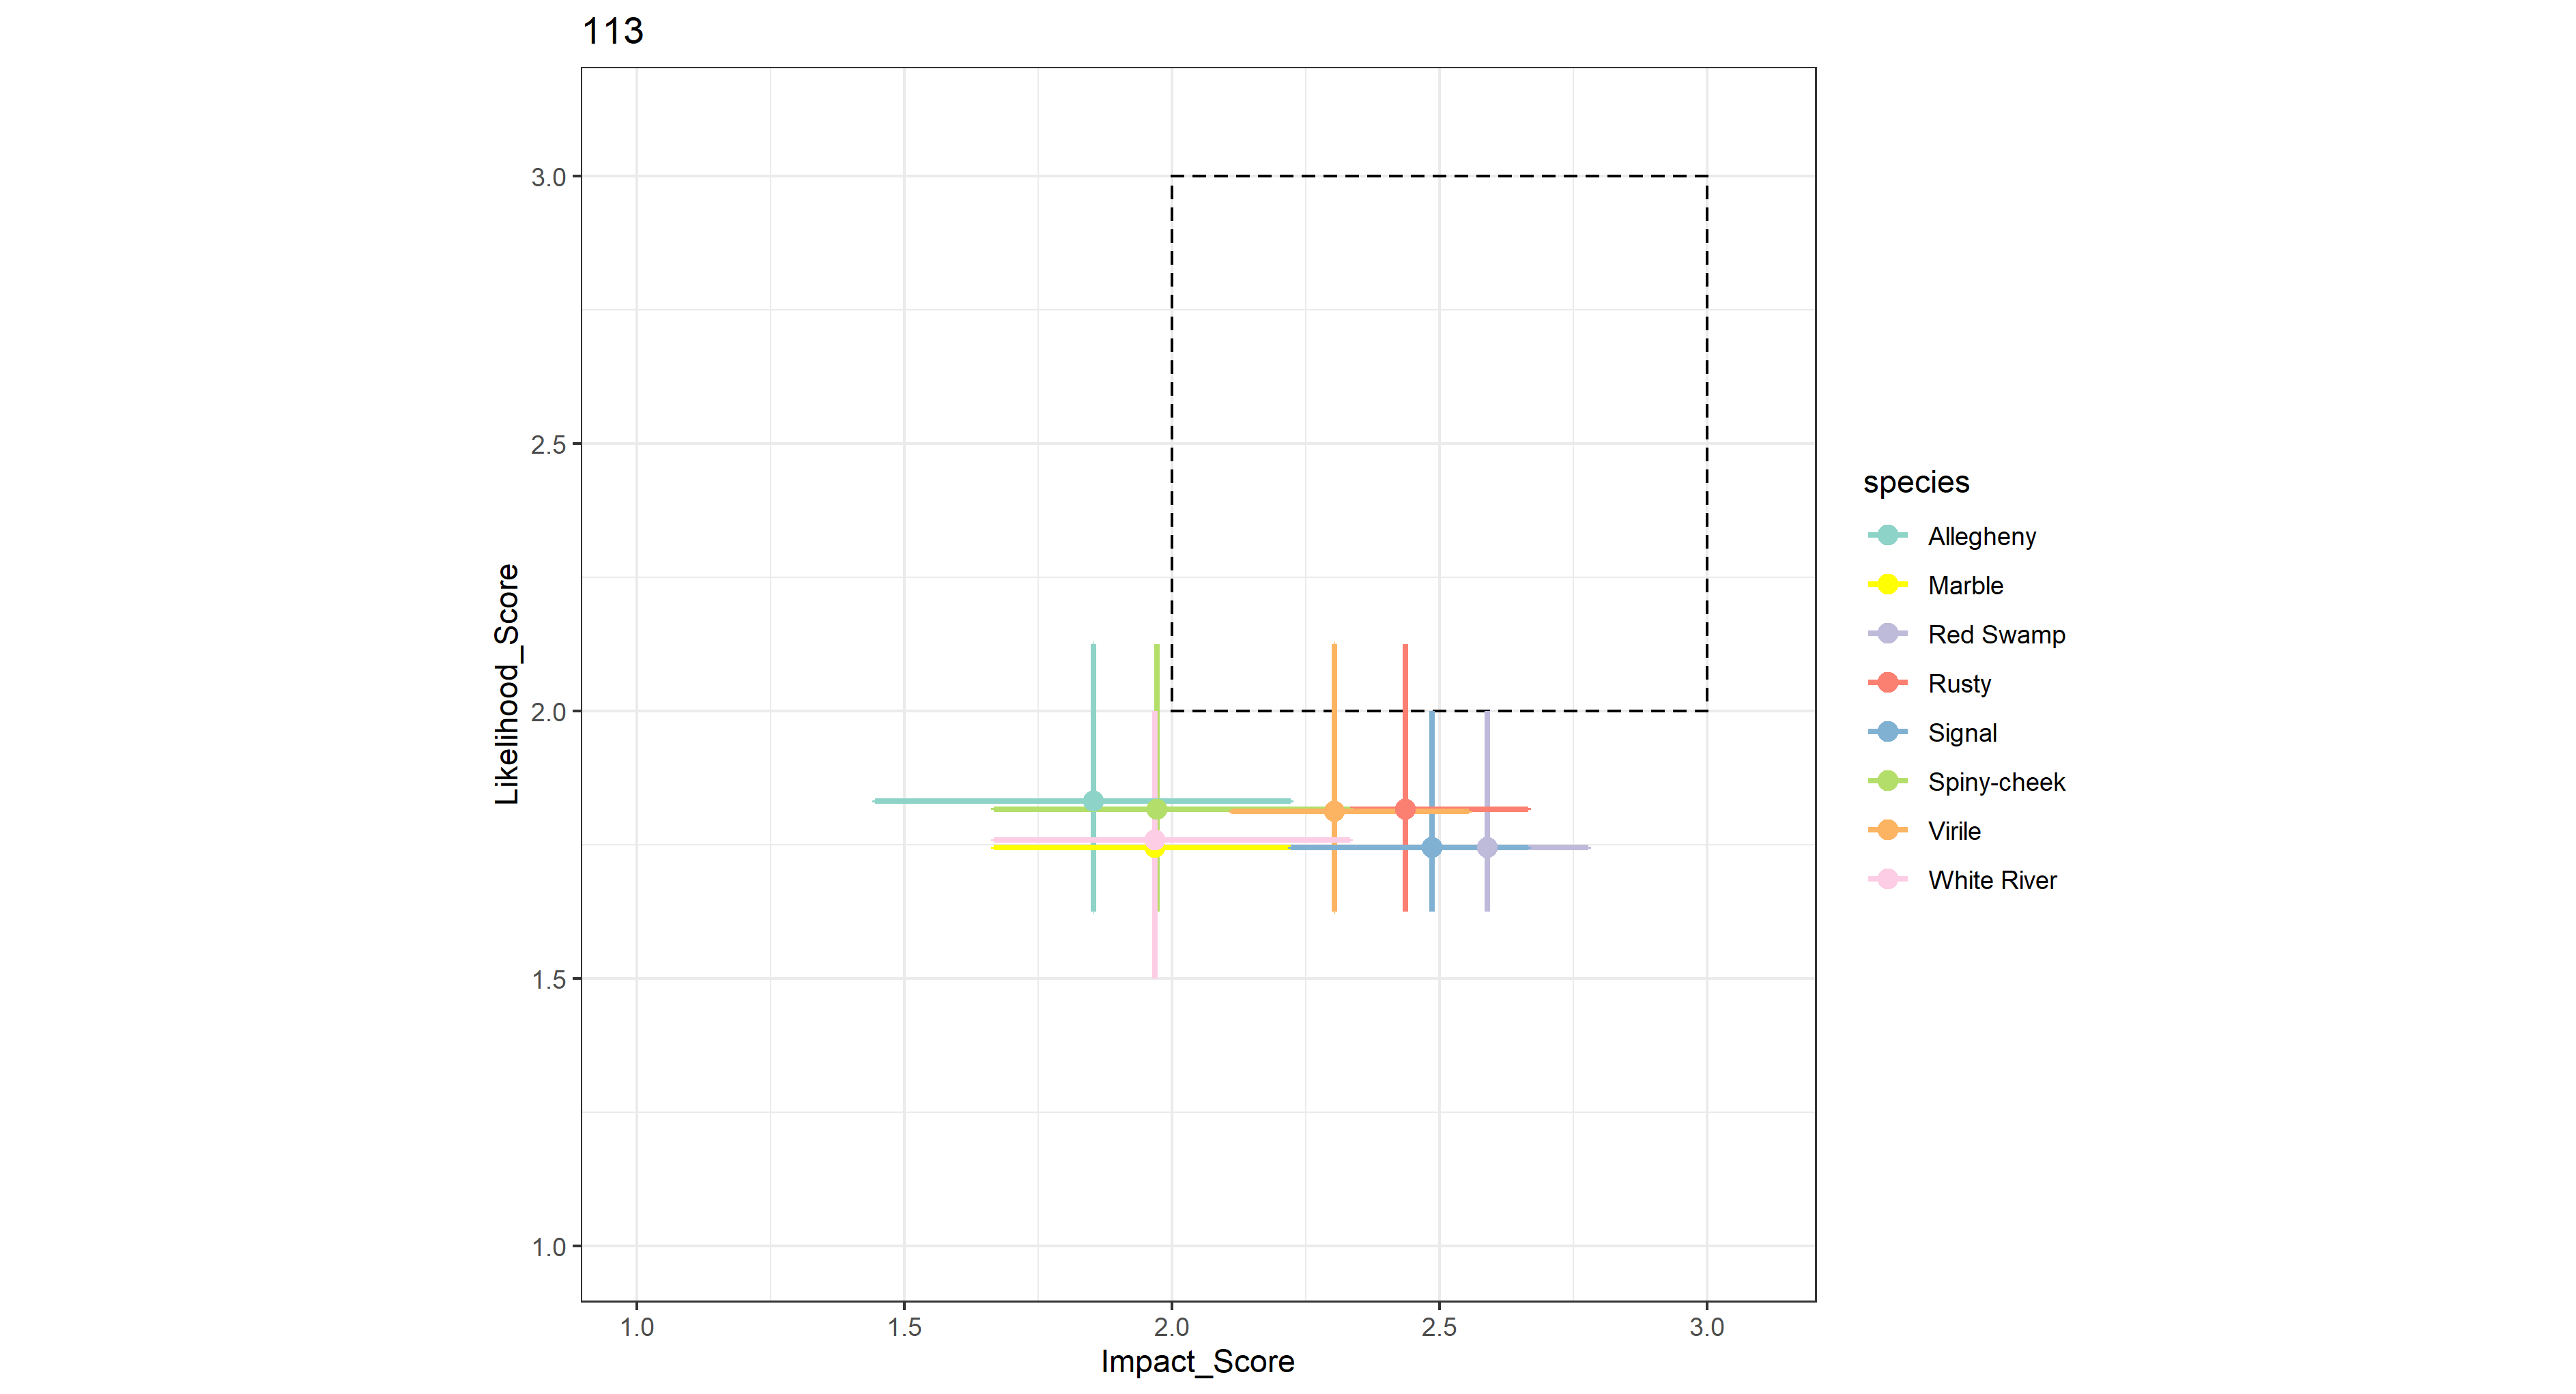 113
3.0
2.5
2.0
1.5
1.0
Likelihood_Score
1.0 1.5 2.0 2.5 3.0
Impact_Score
species
Allegheny
Marble
Red Swamp
Rusty
Signal
Spiny-cheek
Virile
White River